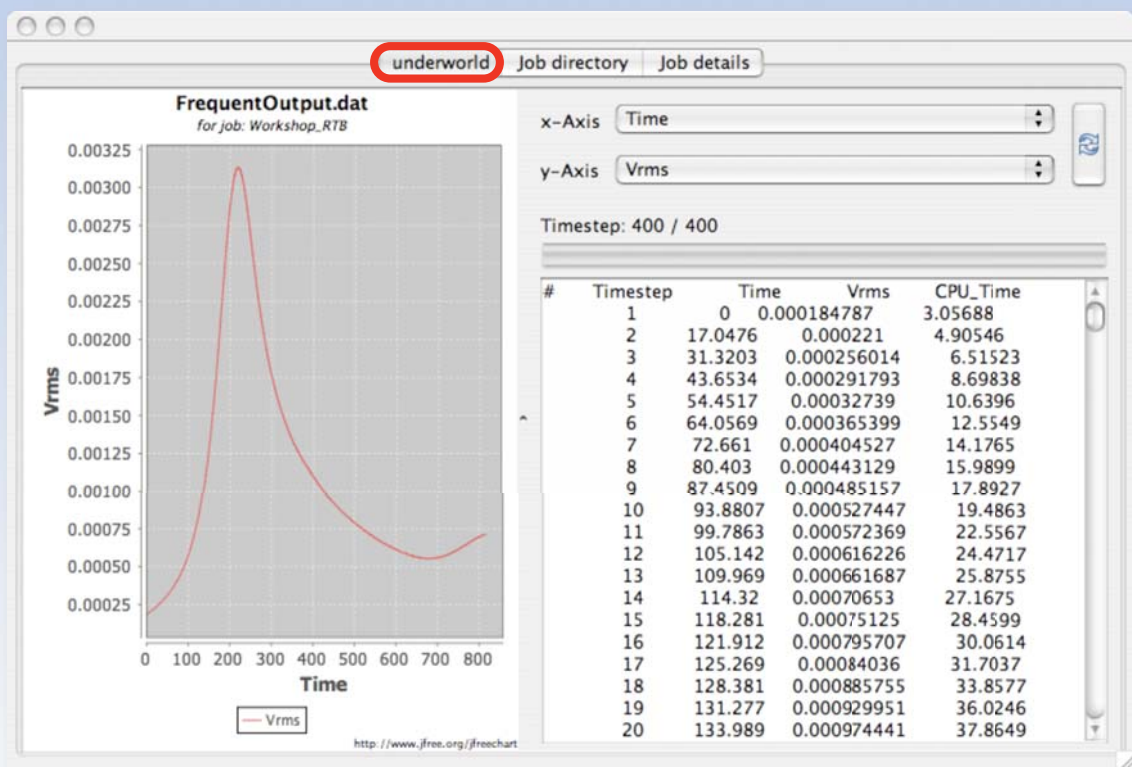 underworld Job directory Job details
FrequentOutput.dat
for job: Workshop_RTB
0.00325
0.00300
0.00275
0.00250
0.00225
0.00200
0.00175
0.00150
0.00125
0.00100
0.00075
0.00050
0.00025
Vrms
0 100 200 300 400 500 600 700 800
Time
Vrms
http://www.jfree.org/jfreechart
x-Axis Time
y-Axis Vrms
Timestep: 400 / 400
# Timestep Time Vrms CPU_Time
1 0 0.000184787 3.05688
2 17.0476 0.000221 4.90546
3 31.3203 0.000256014 6.51523
4 43.6534 0.000291793 8.69838
5 54.4517 0.00032739 10.6396
6 64.0569 0.000365399 12.5549
7 72.661 0.000404527 14.1765
8 80.403 0.000443129 15.9899
9 87.4509 0.000485157 17.8927
10 93.8807 0.000527447 19.4863
11 99.7863 0.000572369 22.5567
12 105.142 0.000616226 24.4717
13 109.969 0.000661687 25.8755
14 114.32 0.00070653 27.1675
15 118.281 0.00075125 28.4599
16 121.912 0.000795707 30.0614
17 125.269 0.00084036 31.7037
18 128.381 0.000885755 33.8577
19 131.277 0.000929951 36.0246
20 133.989 0.000974441 37.8649